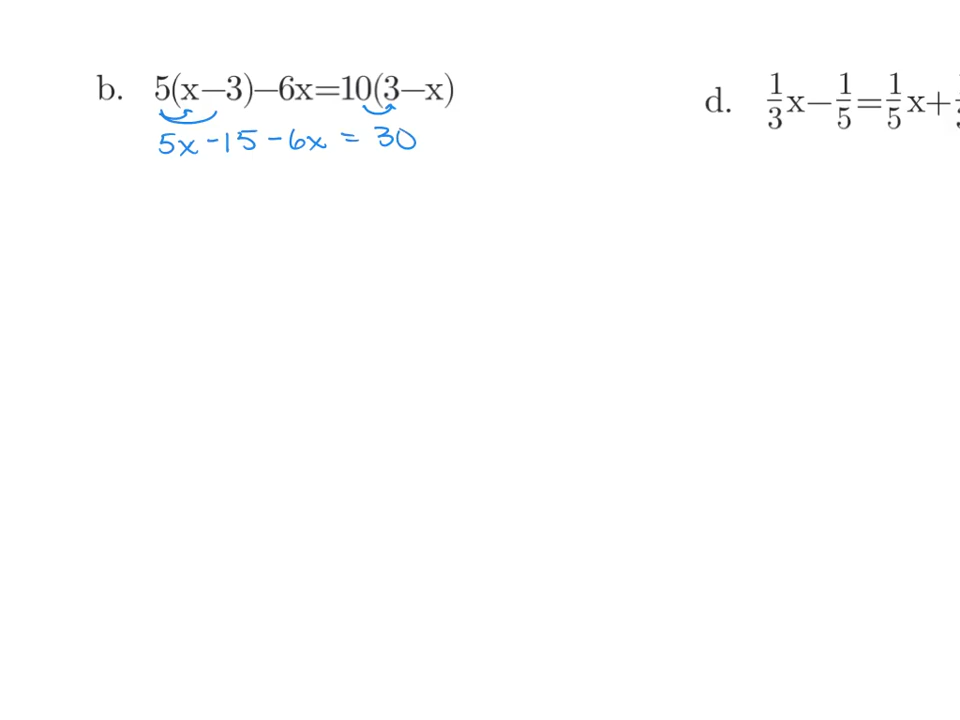 b. 5(x−3)−6x=10(3−x)
5x -15 -6x = 30
d. 1/3x−1/5=1/5x+